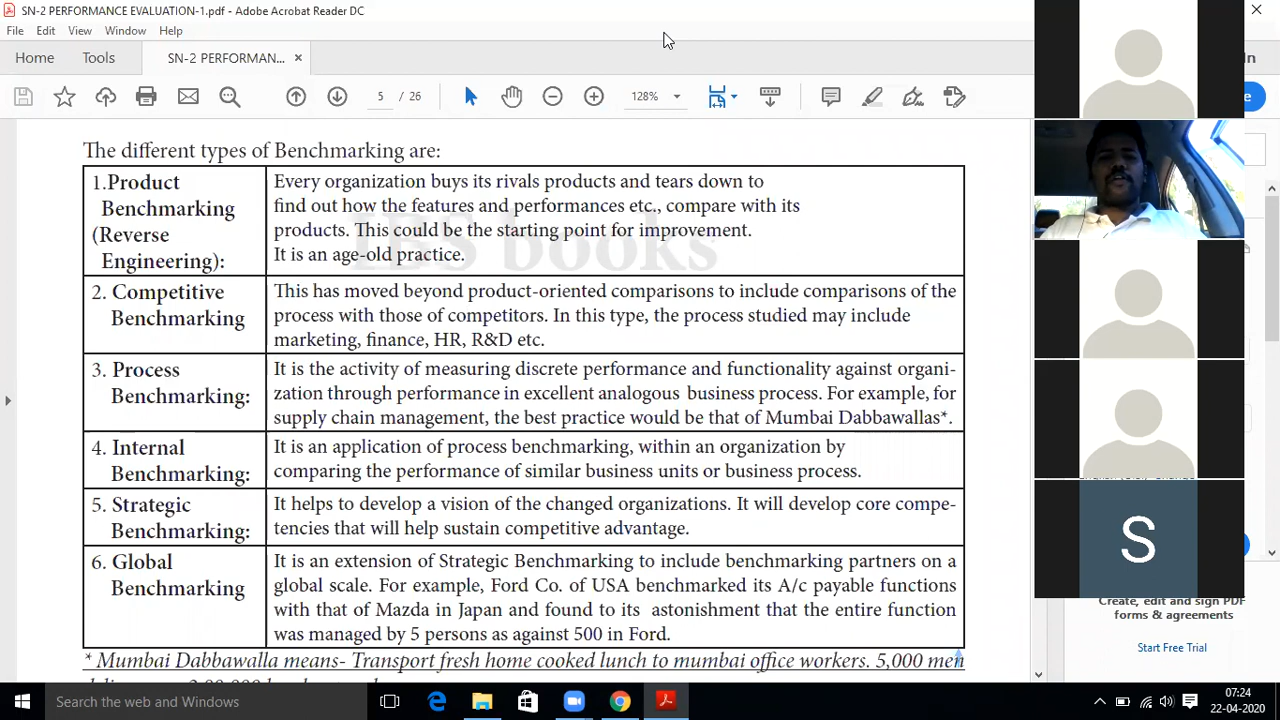 SN-2 PERFORMANCE EVALUATION-1.pdf - Adobe Acrobat Reader DC
File Edit View Window Help
Home Tools SN-2 PERFORMAN... × In
5 / 26 128% e
The different types of Benchmarking are:
1.Product Benchmarking (Reverse Engineering):
Every organization buys its rivals products and tears down to
find out how the features and performances etc., compare with its
products. This could be the starting point for improvement.
It is an age-old practice.
IBS books
2. Competitive Benchmarking
This has moved beyond product-oriented comparisons to include comparisons of the
process with those of competitors. In this type, the process studied may include
marketing, finance, HR, R&D etc.
3. Process Benchmarking:
It is the activity of measuring discrete performance and functionality against organi-
zation through performance in excellent analogous business process. For example, for
supply chain management, the best practice would be that of Mumbai Dabbawallas*.
4. Internal Benchmarking:
It is an application of process benchmarking, within an organization by
comparing the performance of similar business units or business process.
5. Strategic Benchmarking:
It helps to develop a vision of the changed organizations. It will develop core compe-
tencies that will help sustain competitive advantage.
6. Global Benchmarking
It is an extension of Strategic Benchmarking to include benchmarking partners on a
global scale. For example, Ford Co. of USA benchmarked its A/c payable functions
with that of Mazda in Japan and found to its astonishment that the entire function
was managed by 5 persons as against 500 in Ford.
* Mumbai Dabbawalla means- Transport fresh home cooked lunch to mumbai office workers. 5,000 men
S
Create, edit and sign PDF
forms & agreements
Start Free Trial
Search the web and Windows
07:24
22-04-2020